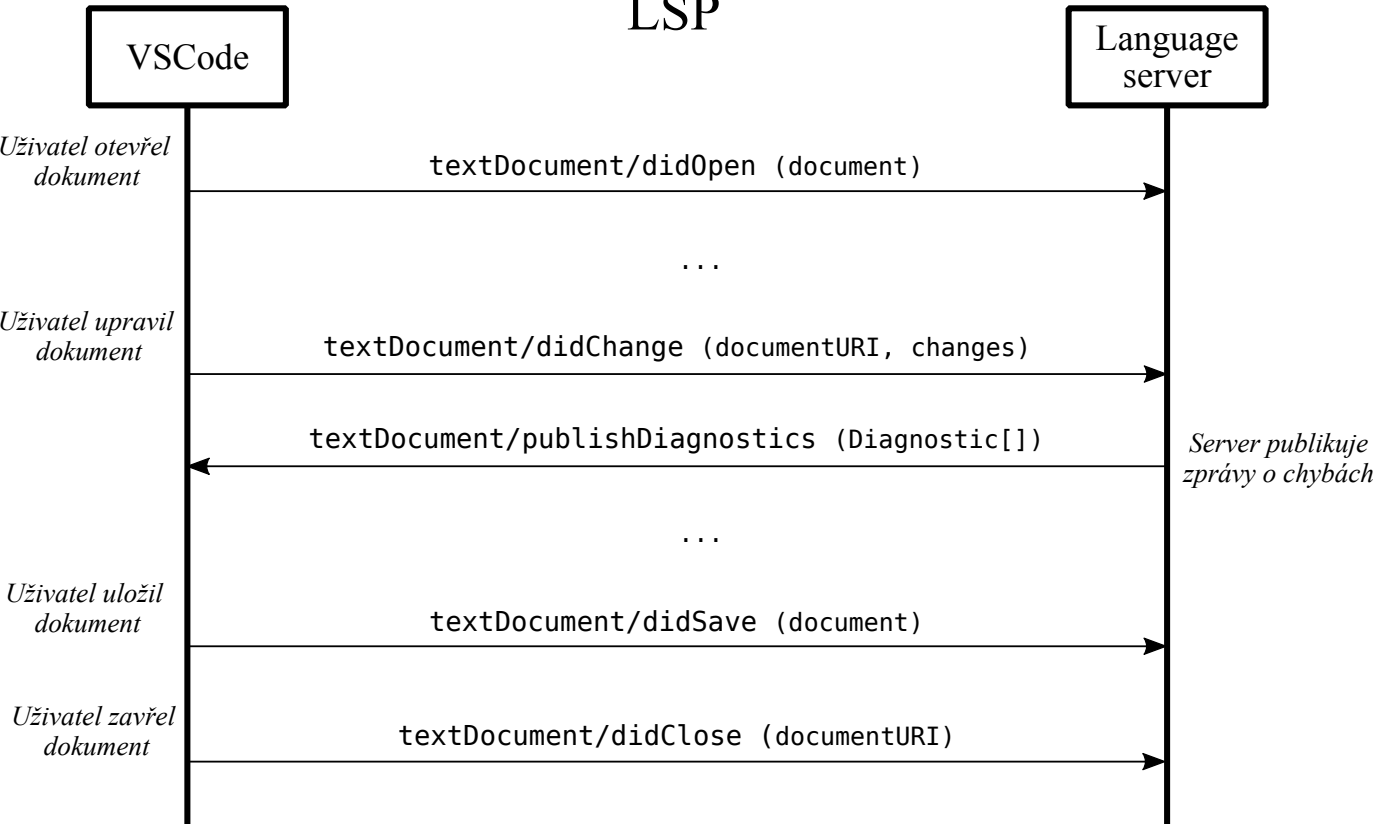 LSP
VSCode
Language
server
Uživatel otevřel
dokument
textDocument/didOpen (document)
...
Uživatel upravil
dokument
textDocument/didChange (documentURI, changes)
textDocument/publishDiagnostics (Diagnostic[])
Server publikuje
zprávy o chybách
...
Uživatel uložil
dokument
textDocument/didSave (document)
Uživatel zavřel
dokument
textDocument/didClose (documentURI)